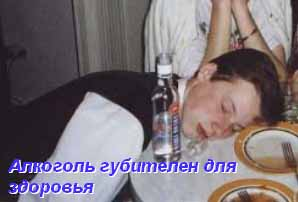 Алкоголь губителен для
здоровья